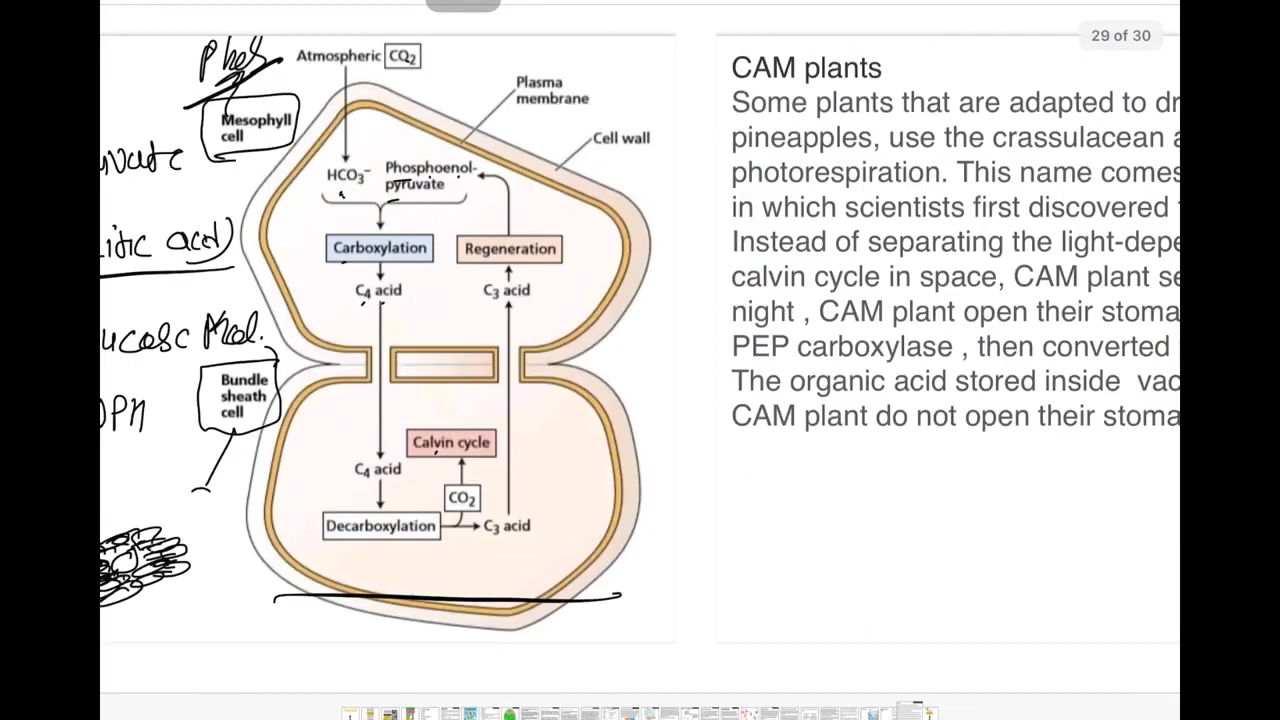 29 of 30
Phos
Atmospheric CO2
Plasma
membrane
Mesophyll
cell
Cell wall
HCO3− Phosphoenol-
pyruvate
Carboxylation Regeneration
C4 acid C3 acid
Bundle
sheath
cell
Calvin cycle
C4 acid
CO2
Decarboxylation C3 acid
CAM plants
Some plants that are adapted to
pineapples, use the crassulacean
photorespiration. This name comes
in which scientists first discovered
Instead of separating the light-depe
calvin cycle in space, CAM plant se
night , CAM plant open their stoma
PEP carboxylase , then converted
The organic acid stored inside vac
CAM plant do not open their stoma